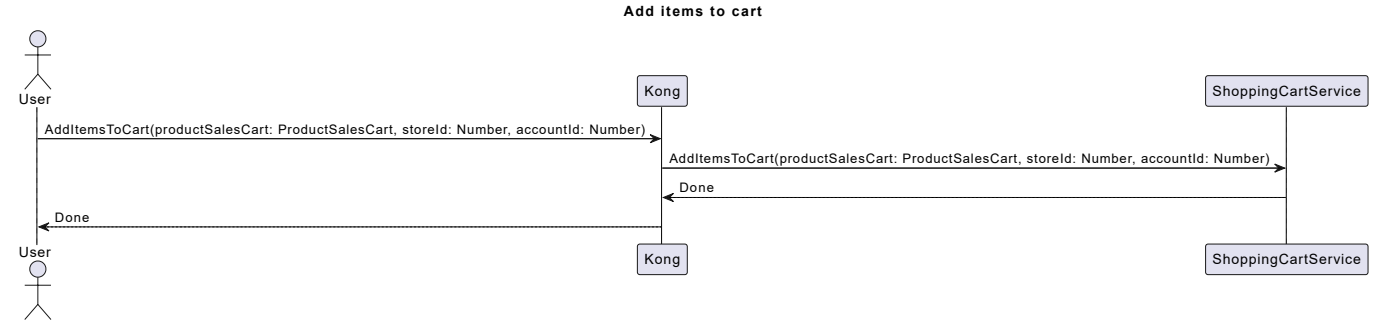 Add items to cart
User
Kong
ShoppingCartService
AddItemsToCart(productSalesCart: ProductSalesCart, storeId: Number, accountId: Number)
AddItemsToCart(productSalesCart: ProductSalesCart, storeId: Number, accountId: Number)
Done
Done
User
Kong
ShoppingCartService